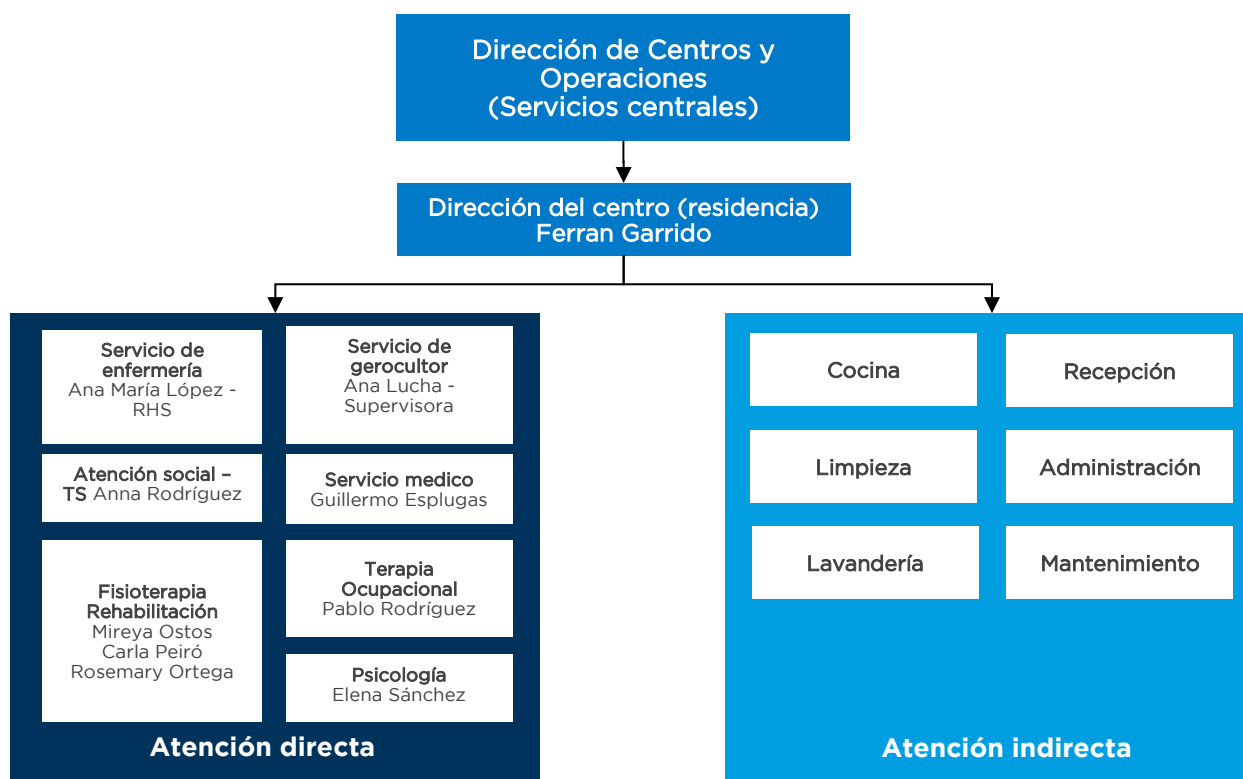 Dirección de Centros y
Operaciones
(Servicios centrales)
Dirección del centro (residencia)
Ferran Garrido
Servicio de
enfermería
Ana María López -
RHS
Servicio de
gerocultor
Ana Lucha -
Supervisora
Atención social –
TS Anna Rodríguez
Servicio medico
Guillermo Esplugas
Fisioterapia
Rehabilitación
Mireya Ostos
Carla Peiró
Rosemary Ortega
Terapia
Ocupacional
Pablo Rodríguez
Psicología
Elena Sánchez
Atención directa
Cocina
Recepción
Limpieza
Administración
Lavandería
Mantenimiento
Atención indirecta